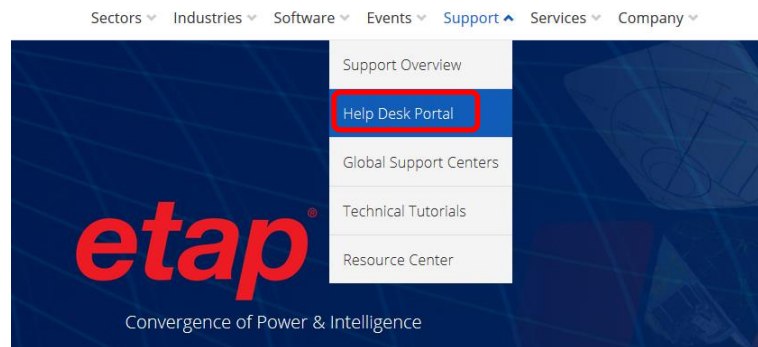 Sectors Industries Software Events Support Services Company
Support Overview
Help Desk Portal
Global Support Centers
Technical Tutorials
Resource Center
etap®
Convergence of Power & Intelligence